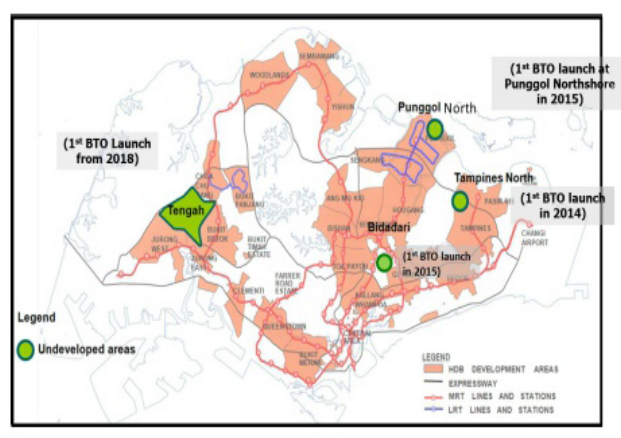 SEMBAWANG
WOODLANDS
(1st BTO launch at
Punggol Northshore
in 2015)
YISHUN
Punggol North
(1st BTO Launch
from 2018)
SENGKANG
CHOA
CHU
BUKIT
PANJANG
Tampines North
ANG MO KIO
PASIR RIS
(1st BTO launch
in 2014)
Tengah
HOUGANG
Bidadari
BISHAN
TAMPINES
JURONG
WEST
BUKIT
BATOK
BUKIT
TIMAH
ESTATE
CHANGI
AIRPORT
(1st BTO launch
in 2015)
TOA PAYOH
JURONG
EAST
FARRER
ROAD
ESTATE
CLEMENTI
KALLANG
Legend
QUEENSTOWN
Undeveloped areas
BUKIT
LEGEND
HDB DEVELOPMENT AREAS
EXPRESSWAY
MRT LINES AND STATIONS
LRT LINES AND STATIONS